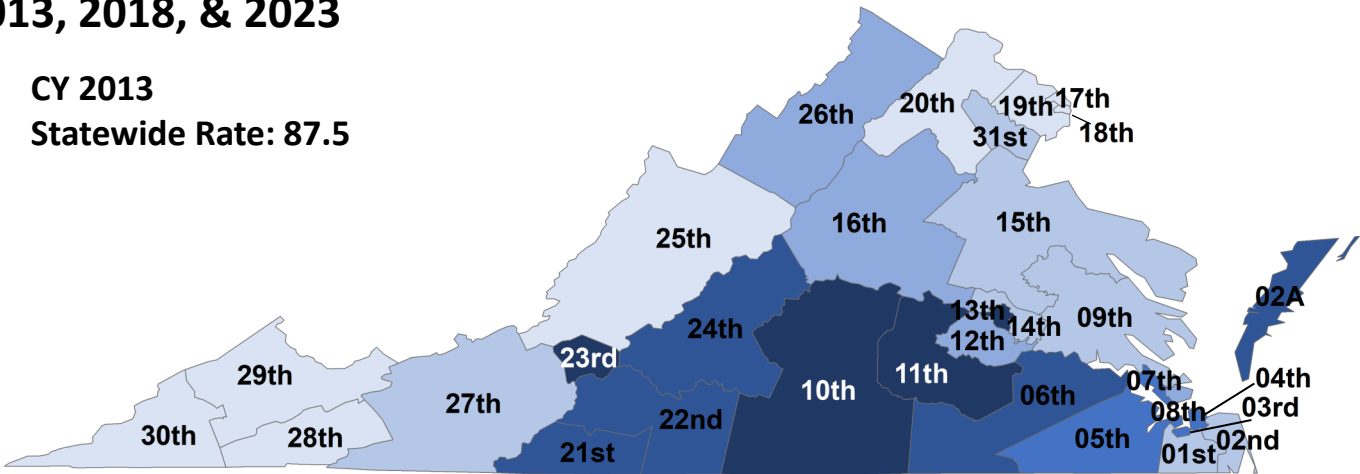 013, 2018, & 2023
CY 2013
Statewide Rate: 87.5
26th
20th
19th
17th
31st
18th
25th
16th
15th
02A
24th
13th
14th
09th
12th
23rd
29th
10th
11th
27th
06th
07th
04th
30th
28th
22nd
08th
03rd
21st
05th
01st
02nd